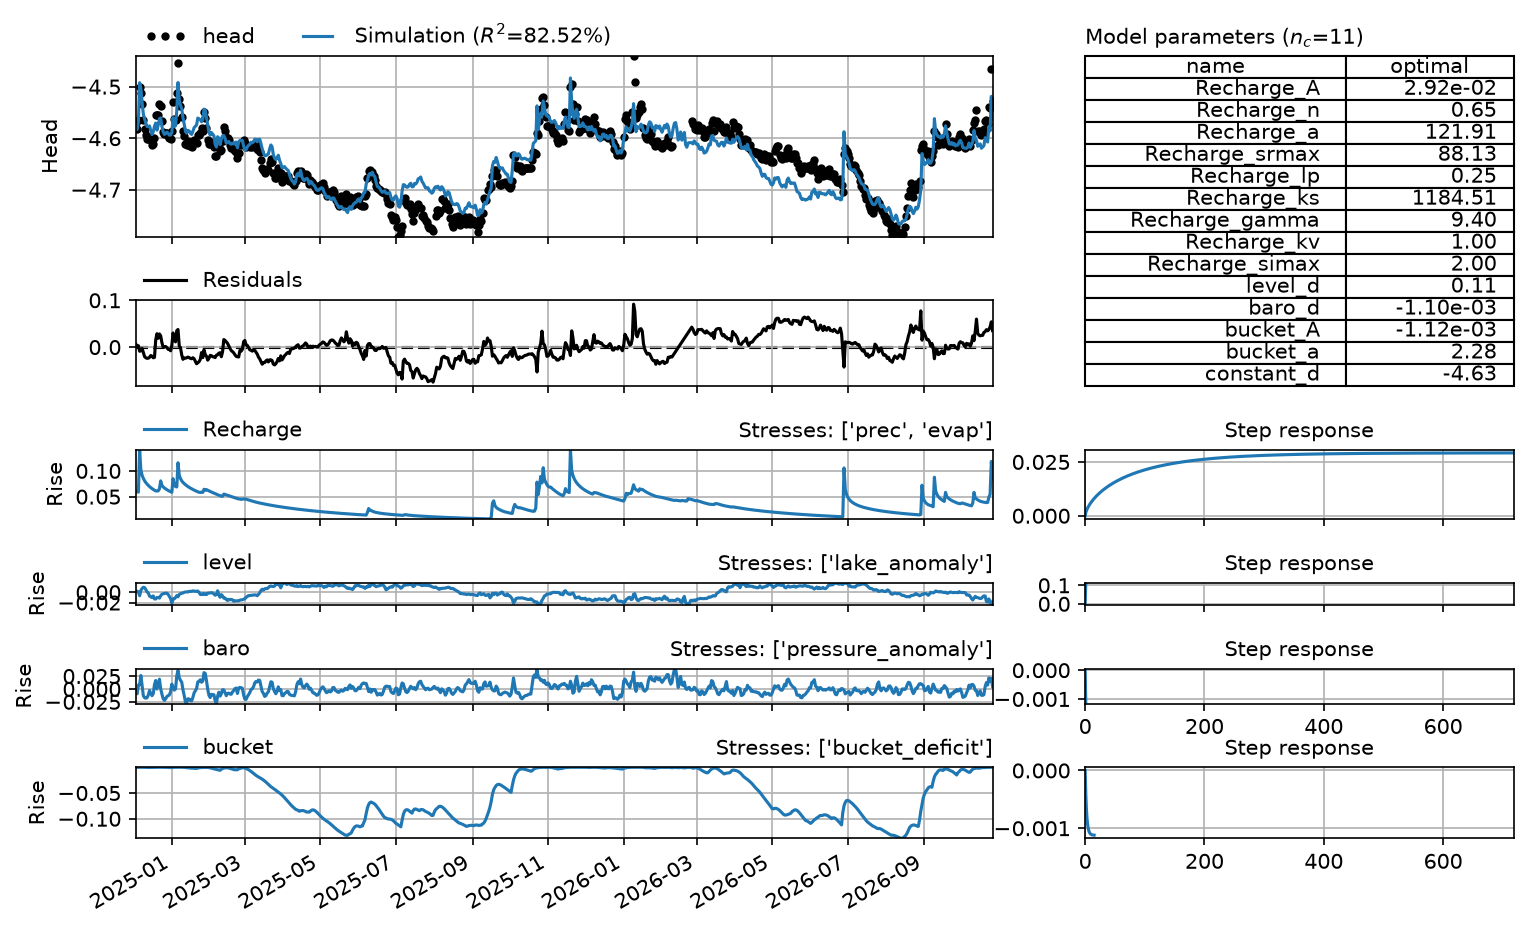 head Simulation (R²=82.52%)
Head
−4.5
−4.6
−4.7
Residuals
0.1
0.0
Recharge Stresses: ['prec', 'evap']
Rise
0.10
0.05
level Stresses: ['lake_anomaly']
Rise
0.00
−0.02
baro Stresses: ['pressure_anomaly']
Rise
0.025
0.000
−0.025
bucket Stresses: ['bucket_deficit']
Rise
−0.05
−0.10
2025-01 2025-03 2025-05 2025-07 2025-09 2025-11 2026-01 2026-03 2026-05 2026-07 2026-09
Model parameters (n_c=11)
name optimal
Recharge_A 2.92e-02
Recharge_n 0.65
Recharge_a 121.91
Recharge_srmax 88.13
Recharge_lp 0.25
Recharge_ks 1184.51
Recharge_gamma 9.40
Recharge_kv 1.00
Recharge_simax 2.00
level_d 0.11
baro_d -1.10e-03
bucket_A -1.12e-03
bucket_a 2.28
constant_d -4.63
Step response
0.025
0.000
Step response
0.1
0.0
Step response
0.000
−0.001
0 200 400 600
Step response
0.000
−0.001
0 200 400 600